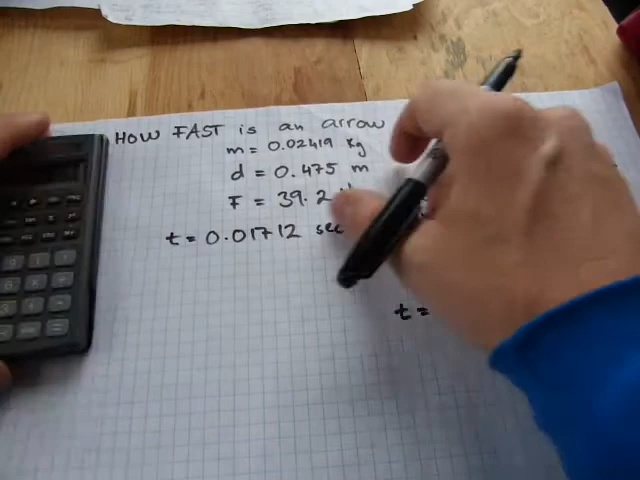 HOW FAST is an arrow
m = 0.02419 Kg
d = 0.475 m
F = 39.2
t = 0.01712 sec
t =